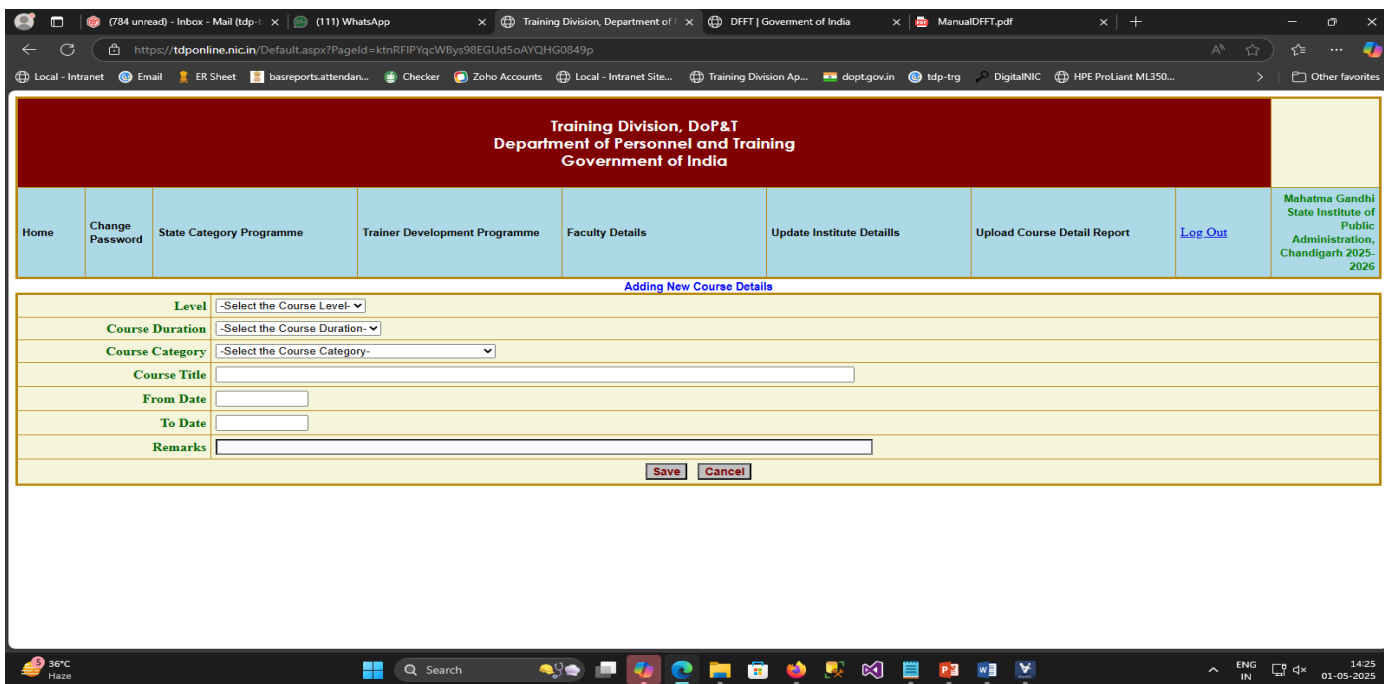 (784 unread) - Inbox - Mail (tdp-t
(111) WhatsApp
Training Division, Department of
DFFT | Goverment of India
ManualDFFT.pdf
https://tdponline.nic.in/Default.aspx?PageId=ktnRFIPYqcWBys98EGUd5oAYQHG0849p
Local - Intranet
Email
ER Sheet
basreports.attendan...
Checker
Zoho Accounts
Local - Intranet Site...
Training Division Ap...
dopt.gov.in
tdp-trg
DigitalNIC
HPE ProLiant ML350...
Other favorites
Training Division, DoP&T
Department of Personnel and Training
Government of India
Home
Change
Password
State Category Programme
Trainer Development Programme
Faculty Details
Update Institute Detaills
Upload Course Detail Report
Log Out
Mahatma Gandhi
State Institute of
Public
Administration,
Chandigarh 2025-
2026
Adding New Course Details
Level -Select the Course Level-
Course Duration -Select the Course Duration-
Course Category -Select the Course Category-
Course Title
From Date
To Date
Remarks
Save Cancel
5
36°C
Haze
Search
ENG
IN
14:25
01-05-2025